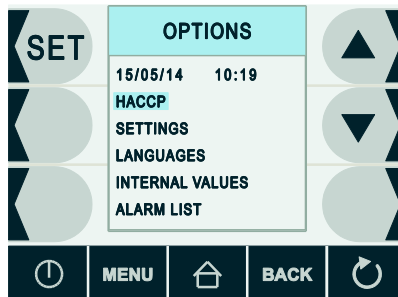 SET
OPTIONS
15/05/14 10:19
HACCP
SETTINGS
LANGUAGES
INTERNAL VALUES
ALARM LIST
MENU
BACK